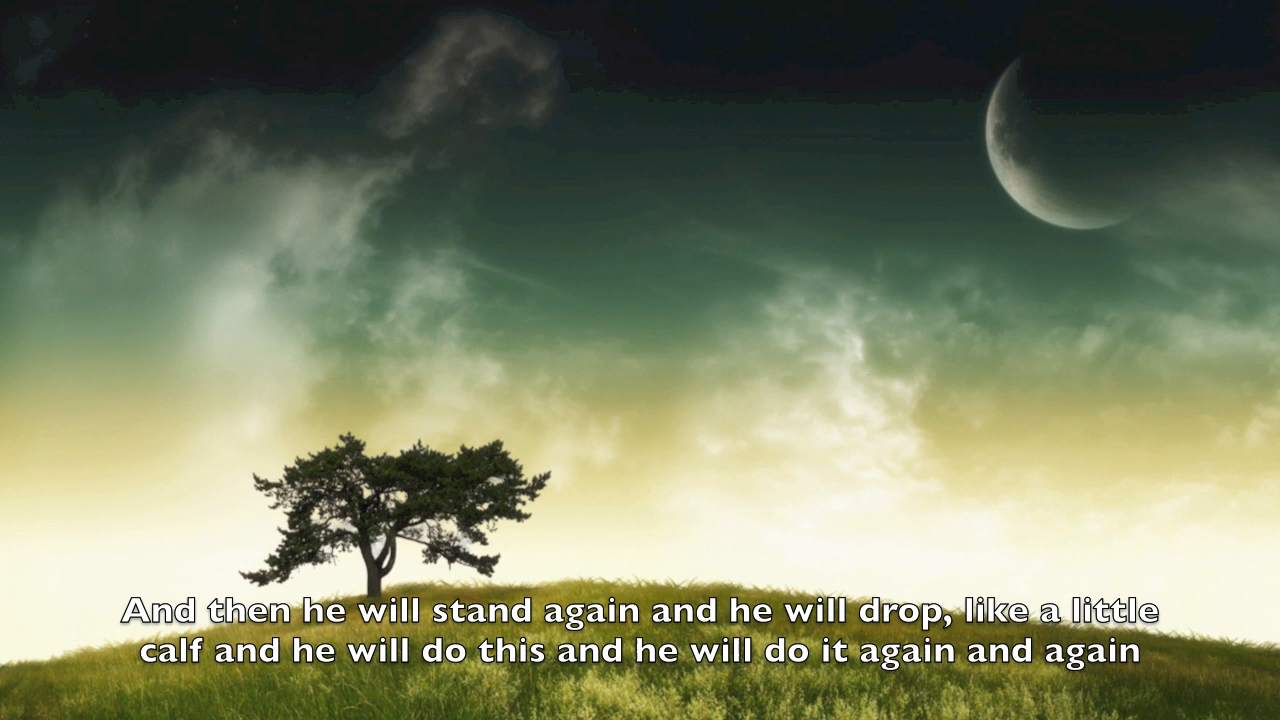 And then he will stand again and he will drop, like a little
calf and he will do this and he will do it again and again